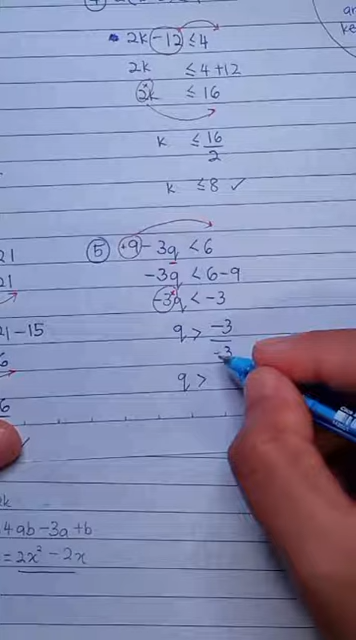 2k -12 ≤ 4
2k ≤ 4+12
2k ≤ 16
k ≤ 16/2
k ≤ 8 ✓
21
21
21-15
6
6
⑤ +9 - 3q < 6
-3q < 6-9
-3q < -3
q > -3/-3
q >
4ab-3a+b
= 2x² - 2x